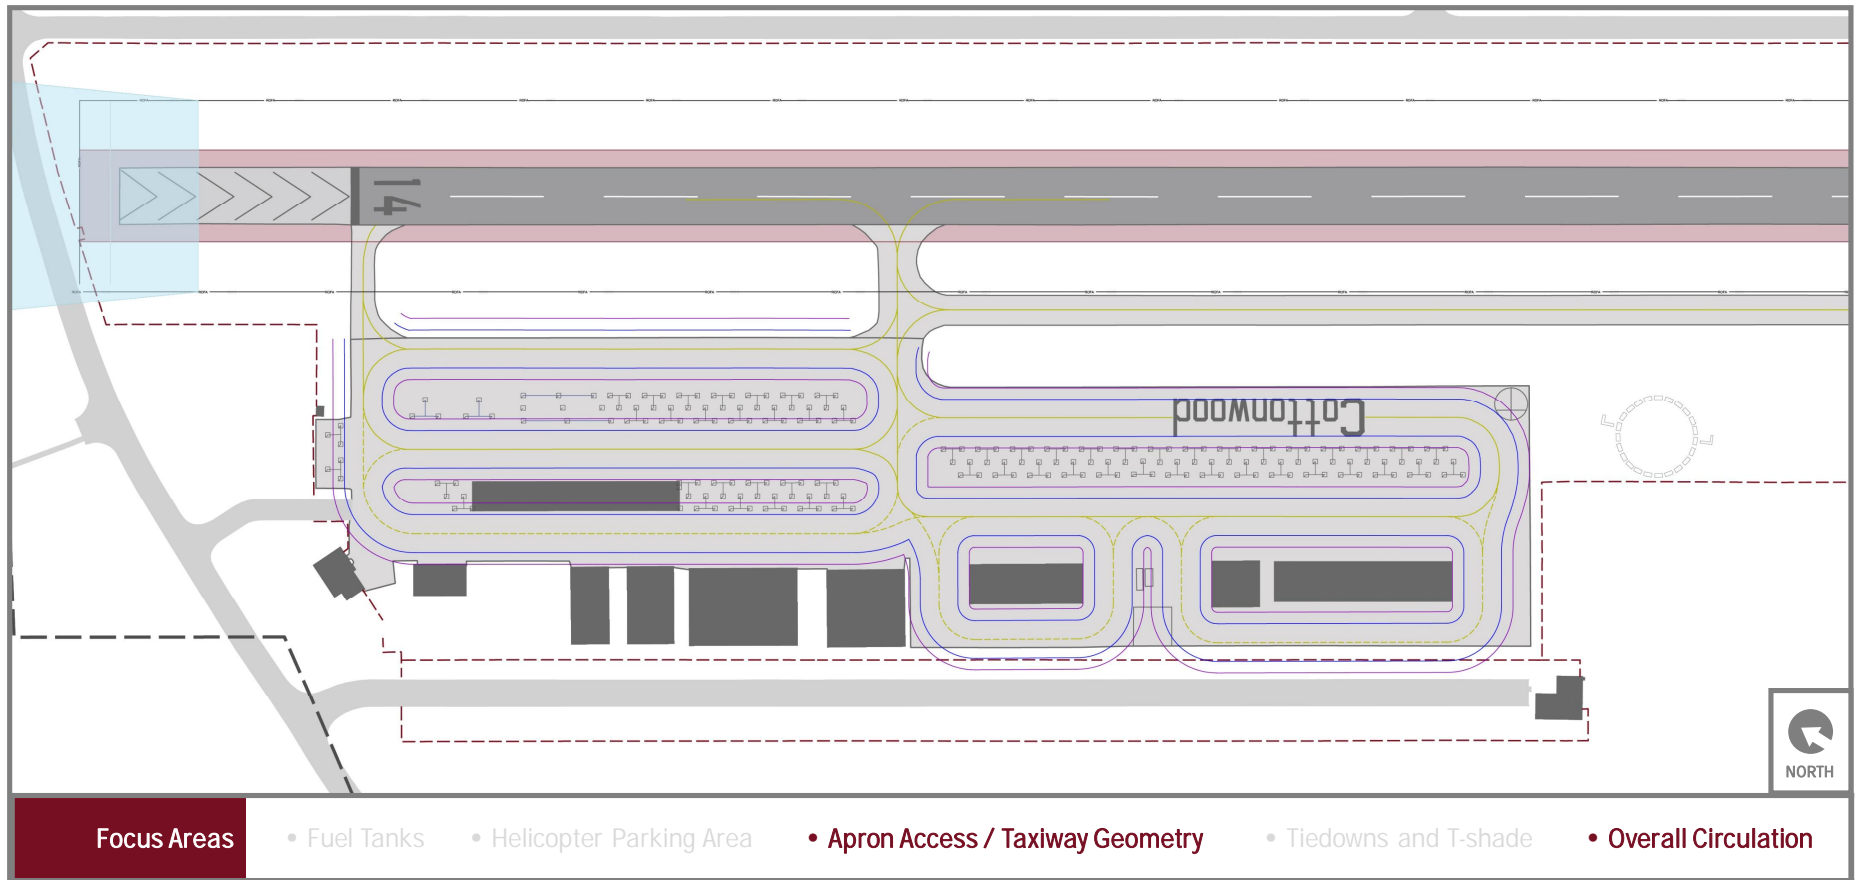 14
Cottonwood
NORTH
Focus Areas
• Fuel Tanks
• Helicopter Parking Area
• Apron Access / Taxiway Geometry
• Tiedowns and T-shade
• Overall Circulation